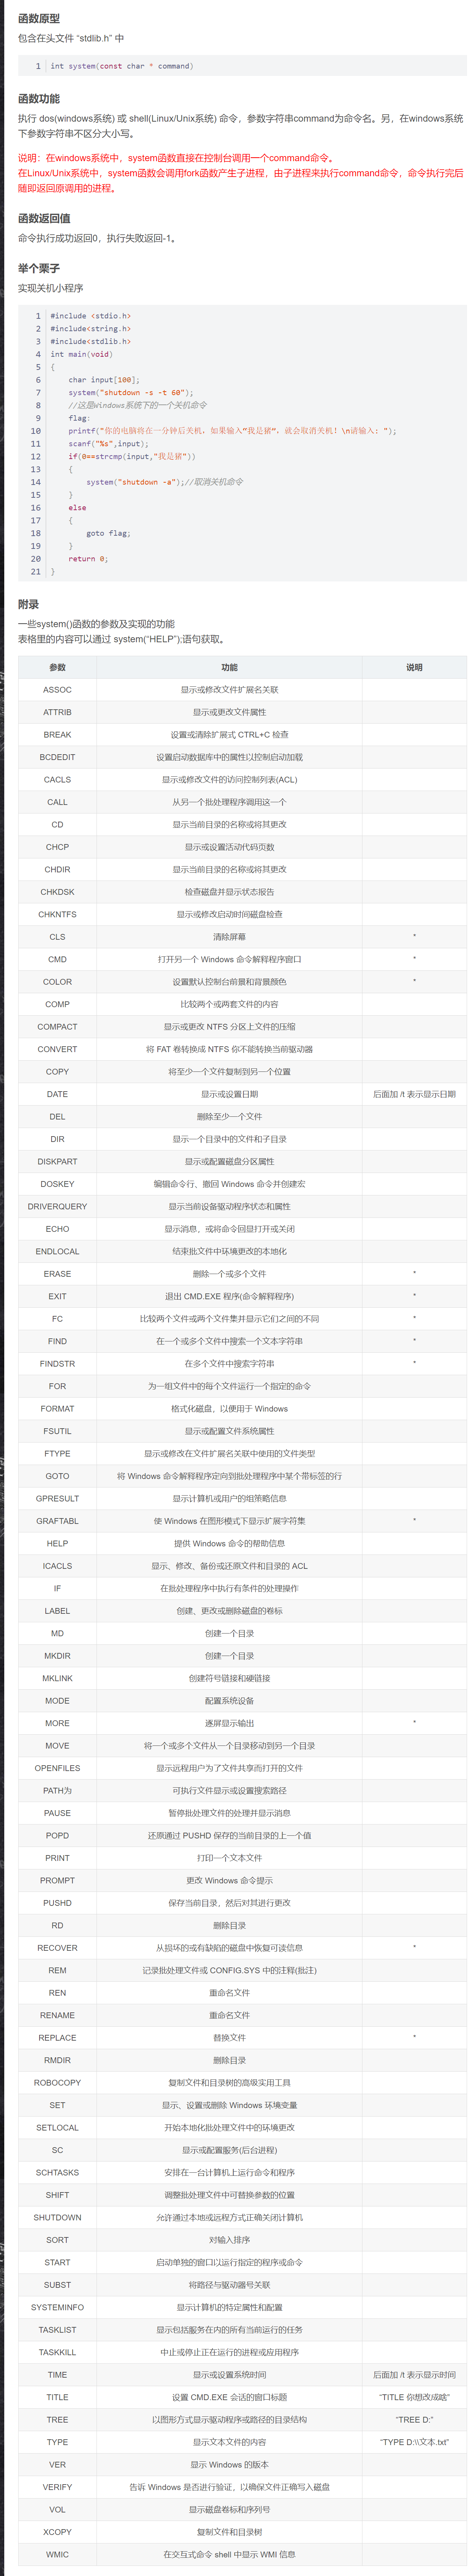 函数原型
包含在头文件 “stdlib.h” 中
1 int system(const char * command)
函数功能
执行 dos(windows系统) 或 shell(Linux/Unix系统) 命令，参数字符串command为命令名。另，在windows系统
下参数字符串不区分大小写。
说明：在windows系统中，system函数直接在控制台调用一个command命令。
在Linux/Unix系统中，system函数会调用fork函数产生子进程，由子进程来执行command命令，命令执行完后
随即返回原调用的进程。
函数返回值
命令执行成功返回0，执行失败返回-1。
举个栗子
实现关机小程序
1 #include <stdio.h>
2 #include<string.h>
3 #include<stdlib.h>
4 int main(void)
5 {
6 char input[100];
7 system("shutdown -s -t 60");
8 //这是Windows系统下的一个关机命令
9 flag:
10 printf("你的电脑将在一分钟后关机，如果输入“我是猪”，就会取消关机！\n请输入：");
11 scanf("%s",input);
12 if(0==strcmp(input,"我是猪"))
13 {
14 system("shutdown -a");//取消关机命令
15 }
16 else
17 {
18 goto flag;
19 }
20 return 0;
21 }
附录
一些system()函数的参数及实现的功能
表格里的内容可以通过 system(“HELP”);语句获取。
参数 功能 说明
ASSOC 显示或修改文件扩展名关联
ATTRIB 显示或更改文件属性
BREAK 设置或清除扩展式 CTRL+C 检查
BCDEDIT 设置启动数据库中的属性以控制启动加载
CACLS 显示或修改文件的访问控制列表(ACL)
CALL 从另一个批处理程序调用这一个
CD 显示当前目录的名称或将其更改
CHCP 显示或设置活动代码页数
CHDIR 显示当前目录的名称或将其更改
CHKDSK 检查磁盘并显示状态报告
CHKNTFS 显示或修改启动时间磁盘检查
CLS 清除屏幕 *
CMD 打开另一个 Windows 命令解释程序窗口 *
COLOR 设置默认控制台前景和背景颜色 *
COMP 比较两个或两套文件的内容
COMPACT 显示或更改 NTFS 分区上文件的压缩
CONVERT 将 FAT 卷转换成 NTFS 你不能转换当前驱动器
COPY 将至少一个文件复制到另一个位置
DATE 显示或设置日期 后面加 /t 表示显示日期
DEL 删除至少一个文件
DIR 显示一个目录中的文件和子目录
DISKPART 显示或配置磁盘分区属性
DOSKEY 编辑命令行、撤回 Windows 命令并创建宏
DRIVERQUERY 显示当前设备驱动程序状态和属性
ECHO 显示消息，或将命令回显打开或关闭
ENDLOCAL 结束批文件中环境更改的本地化
ERASE 删除一个或多个文件 *
EXIT 退出 CMD.EXE 程序(命令解释程序) *
FC 比较两个文件或两个文件集并显示它们之间的不同 *
FIND 在一个或多个文件中搜索一个文本字符串 *
FINDSTR 在多个文件中搜索字符串 *
FOR 为一组文件中的每个文件运行一个指定的命令
FORMAT 格式化磁盘，以便用于 Windows
FSUTIL 显示或配置文件系统属性
FTYPE 显示或修改在文件扩展名关联中使用的文件类型
GOTO 将 Windows 命令解释程序定向到批处理程序中某个带标签的行
GPRESULT 显示计算机或用户的组策略信息
GRAFTABL 使 Windows 在图形模式下显示扩展字符集 *
HELP 提供 Windows 命令的帮助信息
ICACLS 显示、修改、备份或还原文件和目录的 ACL
IF 在批处理程序中执行有条件的处理操作
LABEL 创建、更改或删除磁盘的卷标
MD 创建一个目录
MKDIR 创建一个目录
MKLINK 创建符号链接和硬链接
MODE 配置系统设备
MORE 逐屏显示输出 *
MOVE 将一个或多个文件从一个目录移动到另一个目录
OPENFILES 显示远程用户为了文件共享而打开的文件
PATH为 可执行文件显示或设置搜索路径
PAUSE 暂停批处理文件的处理并显示消息
POPD 还原通过 PUSHD 保存的当前目录的上一个值
PRINT 打印一个文本文件
PROMPT 更改 Windows 命令提示
PUSHD 保存当前目录，然后对其进行更改
RD 删除目录
RECOVER 从损坏的或有缺陷的磁盘中恢复可读信息 *
REM 记录批处理文件或 CONFIG.SYS 中的注释(批注)
REN 重命名文件
RENAME 重命名文件
REPLACE 替换文件 *
RMDIR 删除目录
ROBOCOPY 复制文件和目录树的高级实用工具
SET 显示、设置或删除 Windows 环境变量
SETLOCAL 开始本地化批处理文件中的环境更改
SC 显示或配置服务(后台进程)
SCHTASKS 安排在一台计算机上运行命令和程序
SHIFT 调整批处理文件中可替换参数的位置
SHUTDOWN 允许通过本地或远程方式正确关闭计算机
SORT 对输入排序
START 启动单独的窗口以运行指定的程序或命令
SUBST 将路径与驱动器号关联
SYSTEMINFO 显示计算机的特定属性和配置
TASKLIST 显示包括服务在内的所有当前运行的任务
TASKKILL 中止或停止正在运行的进程或应用程序
TIME 显示或设置系统时间 后面加 /t 表示显示时间
TITLE 设置 CMD.EXE 会话的窗口标题 “TITLE 你想改成啥”
TREE 以图形方式显示驱动程序或路径的目录结构 “TREE D:”
TYPE 显示文本文件的内容 “TYPE D:\\文本.txt”
VER 显示 Windows 的版本
VERIFY 告诉 Windows 是否进行验证，以确保文件正确写入磁盘
VOL 显示磁盘卷标和序列号
XCOPY 复制文件和目录树
WMIC 在交互式命令 shell 中显示 WMI 信息